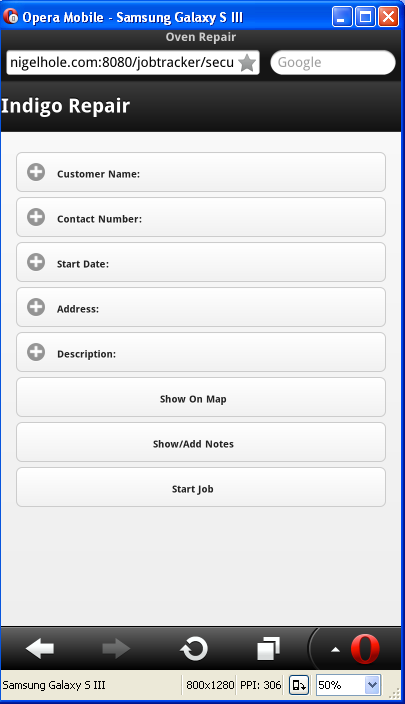 Opera Mobile - Samsung Galaxy S III
Oven Repair
nigelhole.com:8080/jobtracker/secu
Google
Indigo Repair
Customer Name:
Contact Number:
Start Date:
Address:
Description:
Show On Map
Show/Add Notes
Start Job
Samsung Galaxy S III 800x1280 PPI: 306 50%